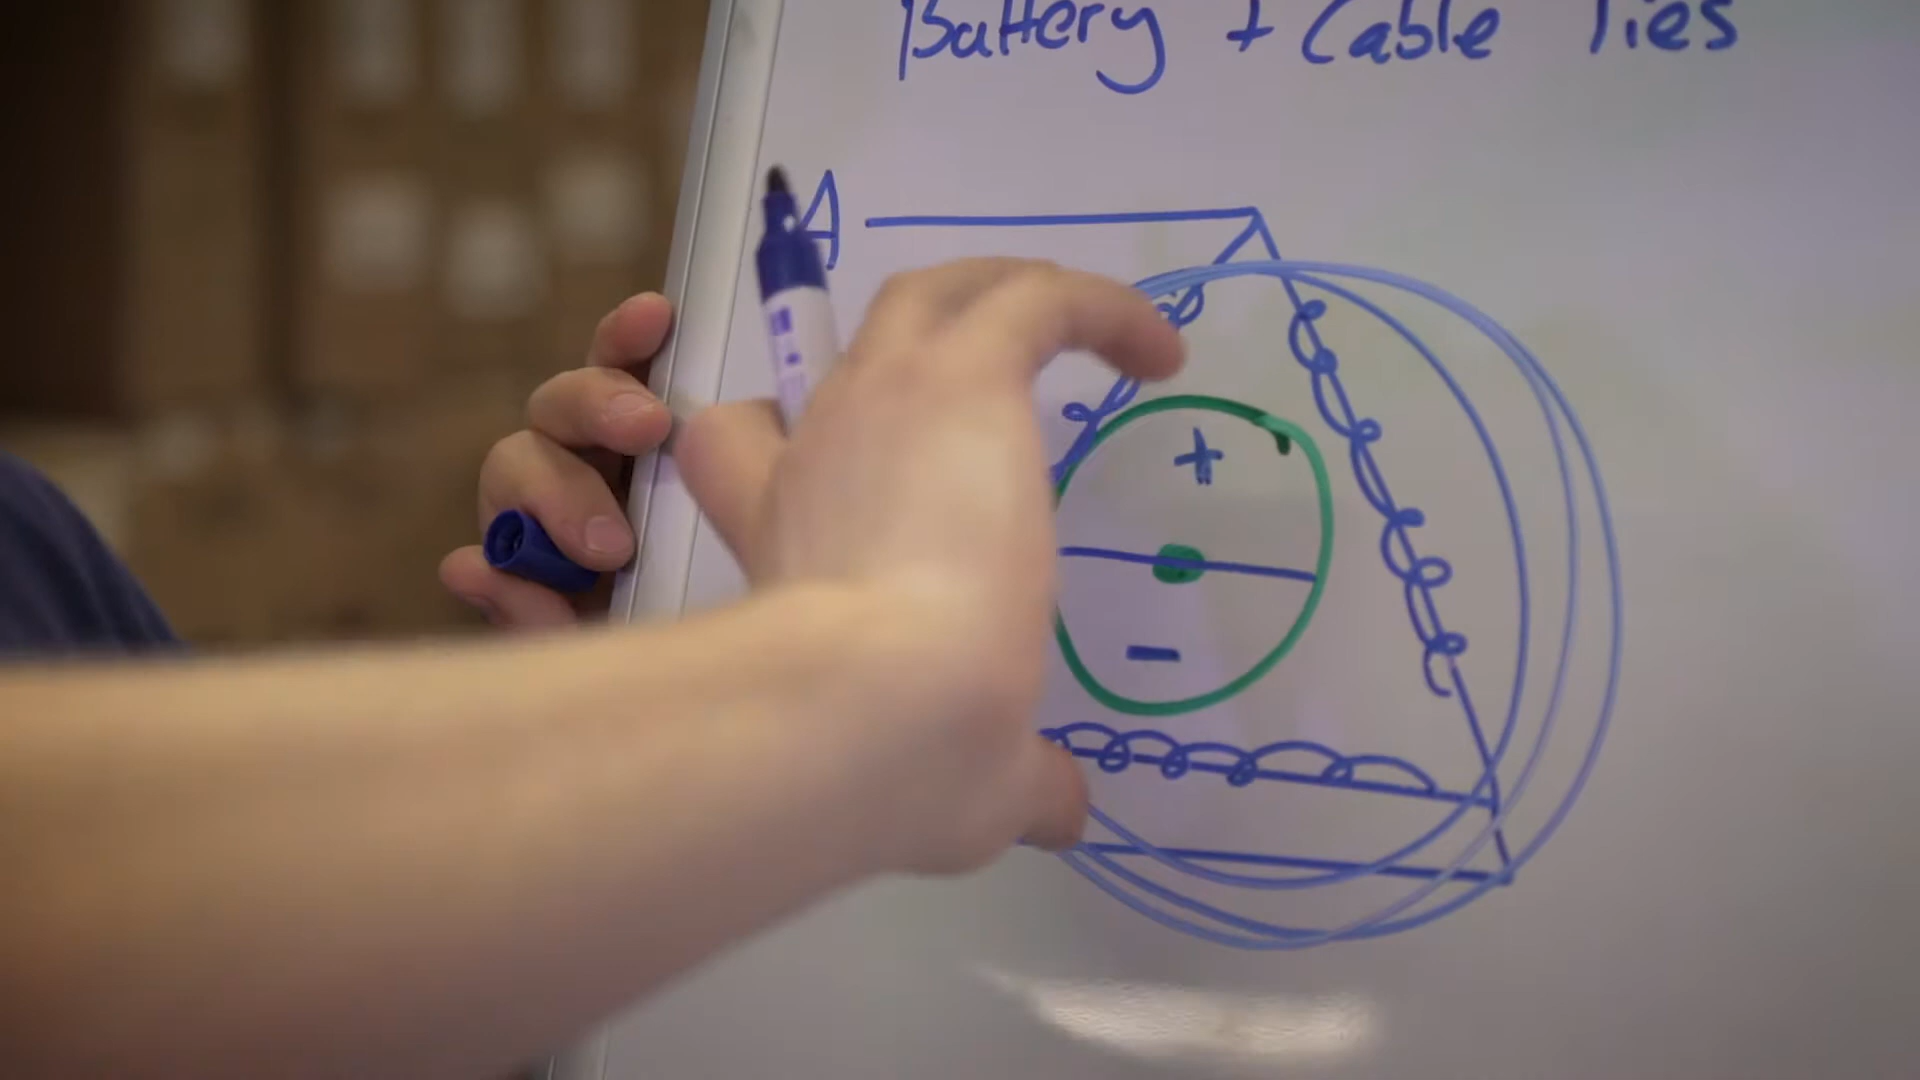 Battery + Cable Ties
A
+
-